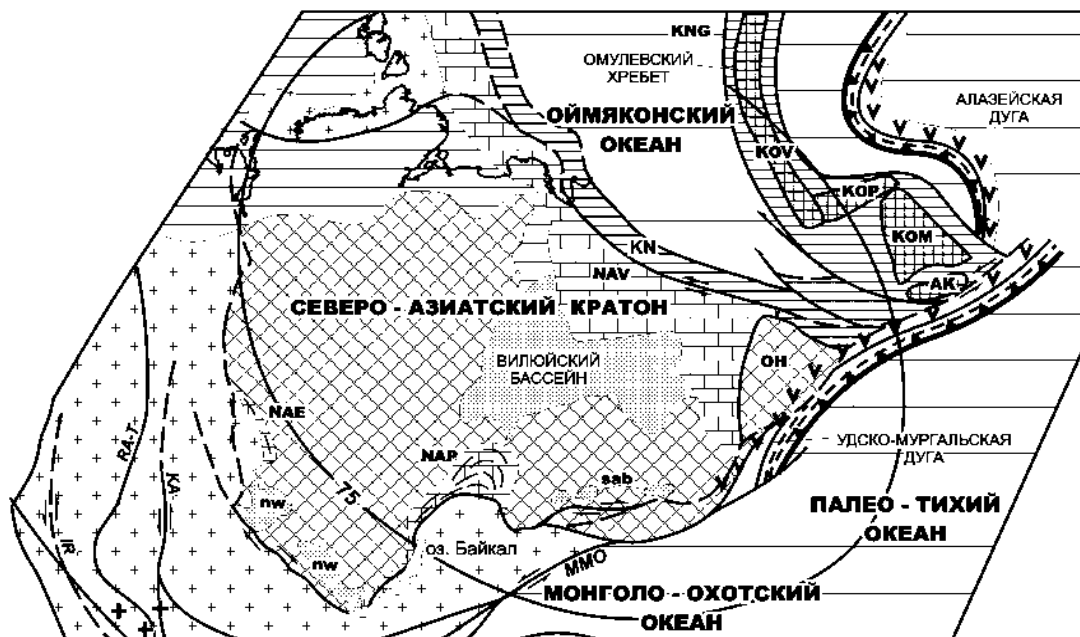 KNG
ОМУЛЕВСКИЙ
ХРЕБЕТ
АЛАЗЕЙСКАЯ
ДУГА
ОЙМЯКОНСКИЙ
ОКЕАН
KOV
KOP
KOM
KN
NAV
AK
СЕВЕРО - АЗИАТСКИЙ КРАТОН
ВИЛЮЙСКИЙ
БАССЕЙН
OH
NAE
RA-T
KA
NAP
УДСКО-МУРГАЛЬСКАЯ
ДУГА
sab
nw
75
IR
ПАЛЕО - ТИХИЙ
ОКЕАН
оз. Байкал
nw
ММО
МОНГОЛО - ОХОТСКИЙ
ОКЕАН